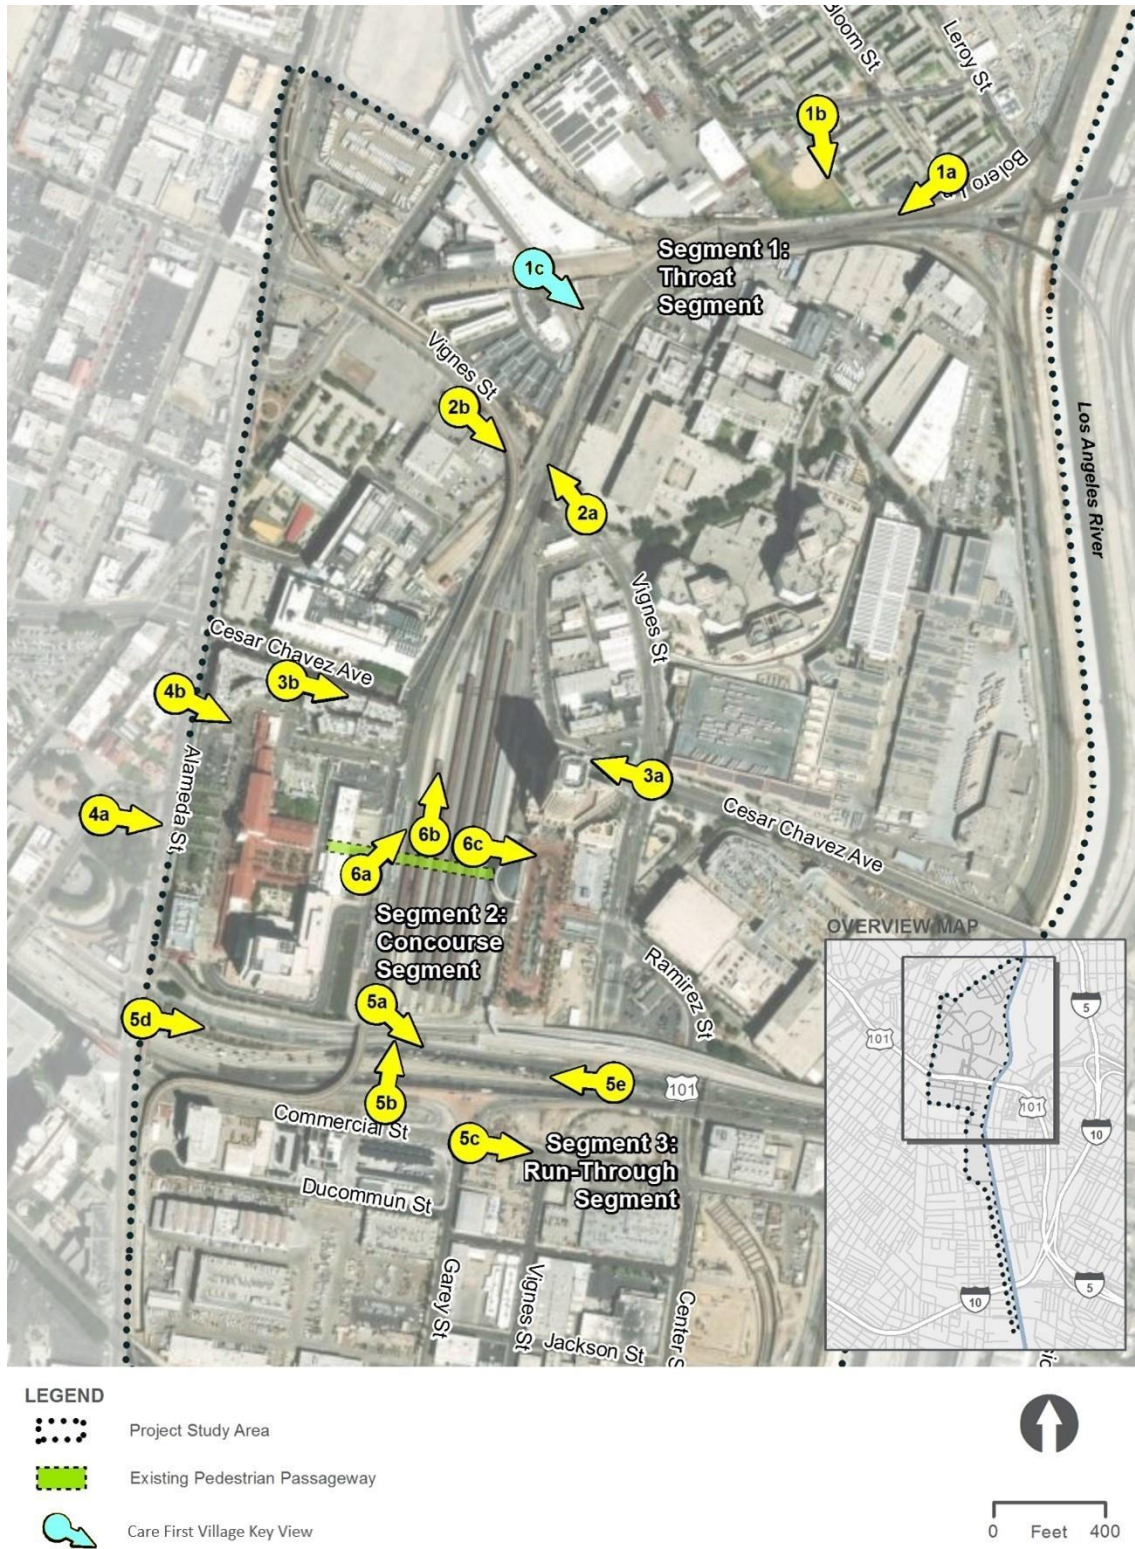 Bloom St
Leroy St
1b
1a
Bolero Ln
Segment 1:
Throat
Segment
1c
Vignes St
2b
2a
Los Angeles River
Vignes St
Cesar Chavez Ave
3b
4b
Alameda St
3a
4a
6b
6c
6a
Cesar Chavez Ave
Segment 2:
Concourse
Segment
Ramirez St
5a
5d
5b
5e
101
Commercial St
5c
Segment 3:
Run-Through
Segment
Ducommun St
Garey St
Vignes St
Jackson St
Center S
OVERVIEW MAP
5
101
101
10
10
5
LEGEND
Project Study Area
Existing Pedestrian Passageway
Care First Village Key View
0 Feet 400